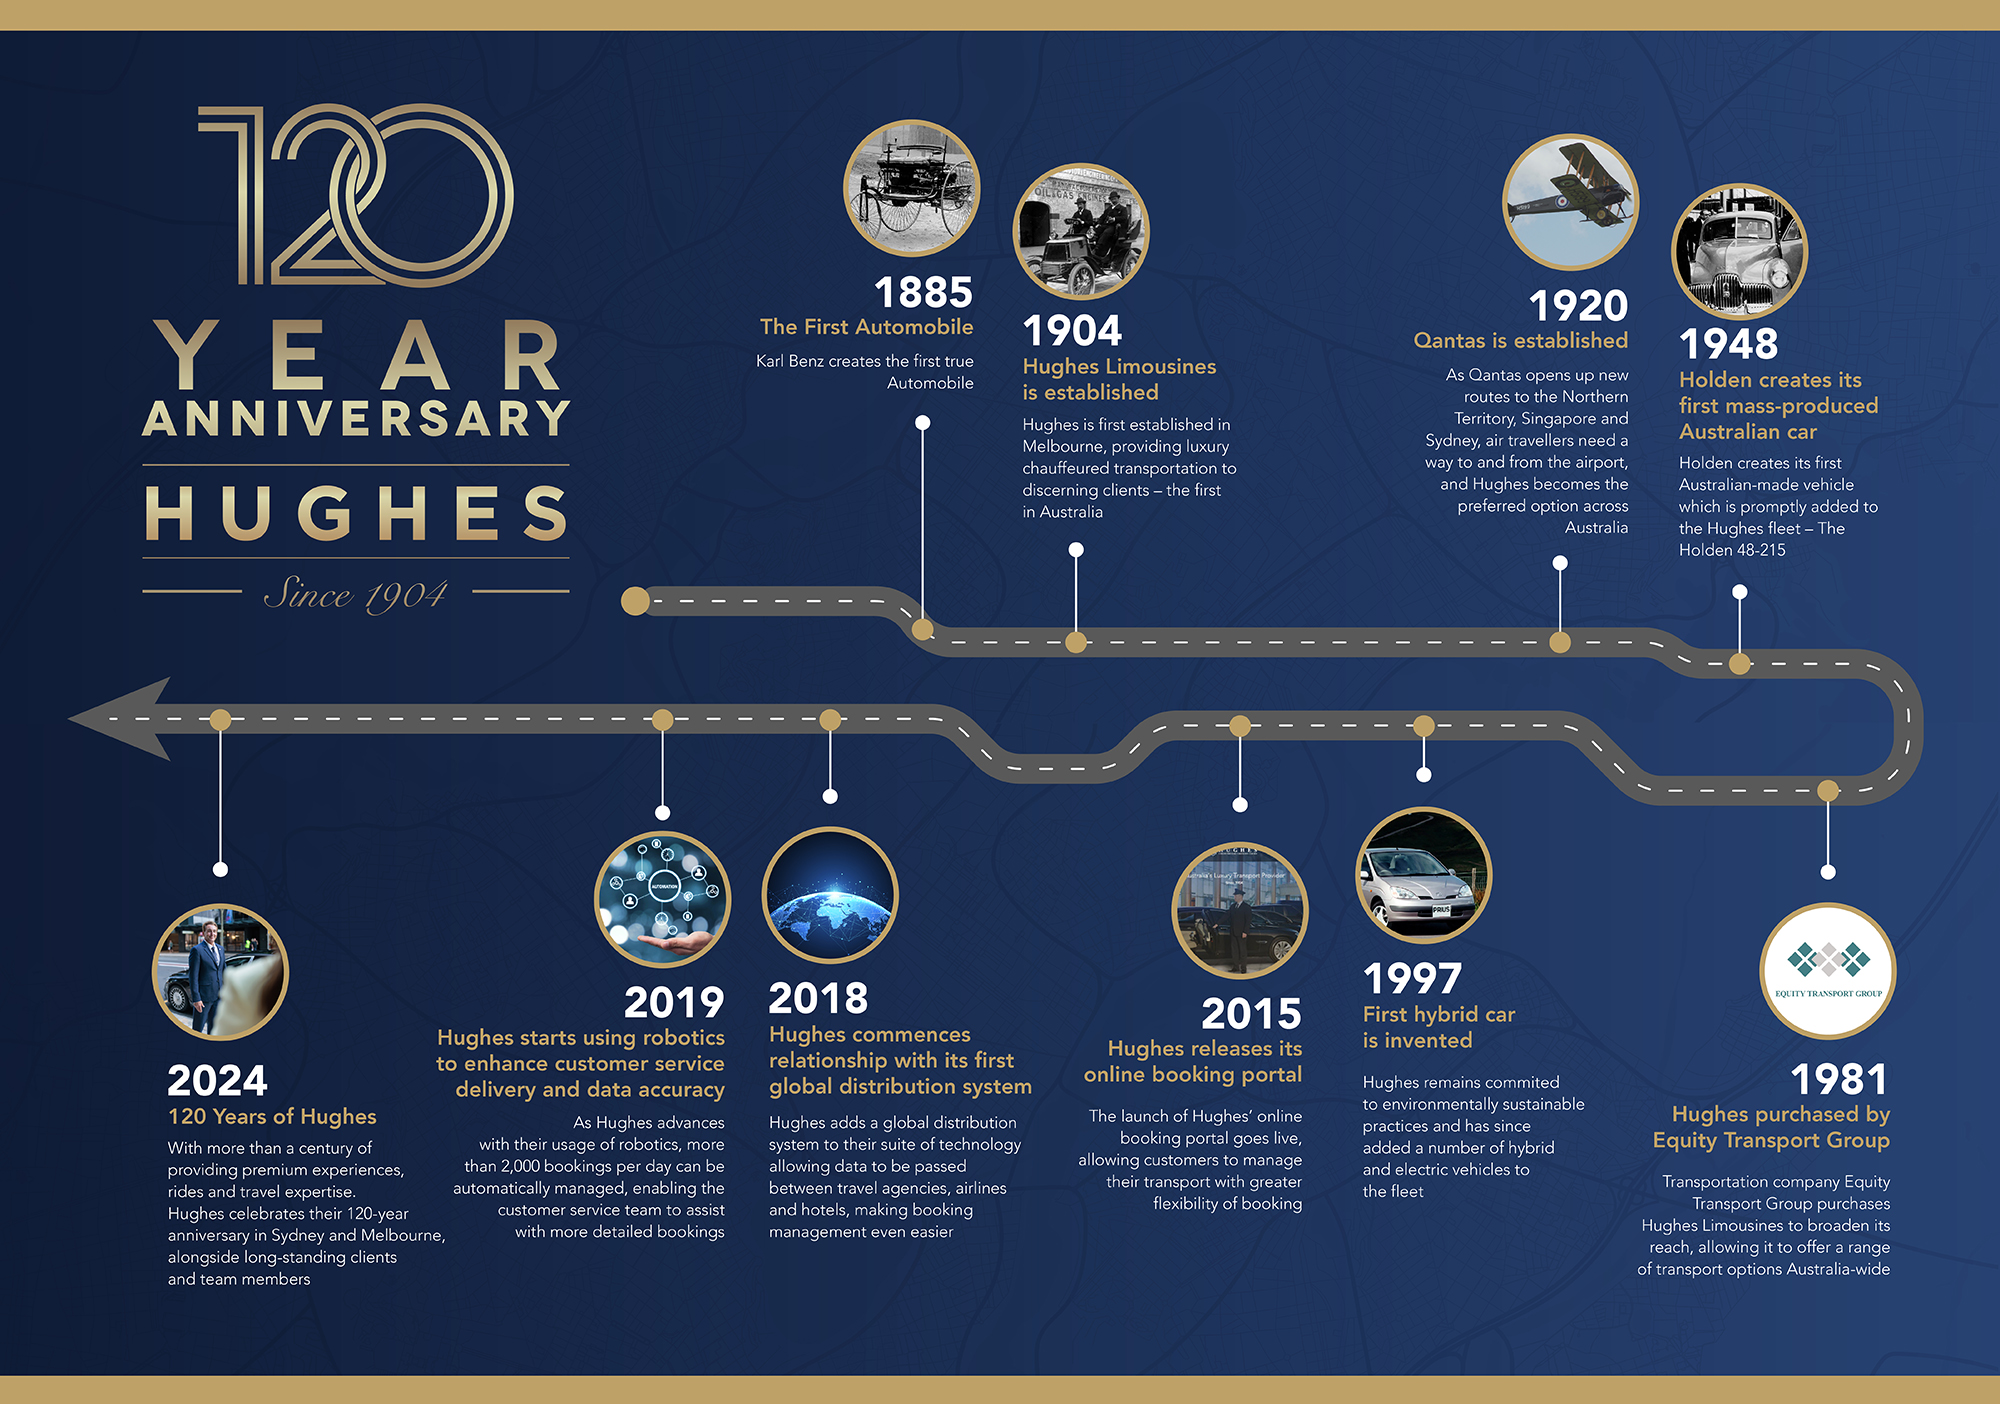 120
YEAR
ANNIVERSARY
HUGHES
Since 1904
1885
The First Automobile
Karl Benz creates the first true
Automobile
1904
Hughes Limousines
is established
Hughes is first established in
Melbourne, providing luxury
chauffeured transportation to
discerning clients – the first
in Australia
1920
Qantas is established
As Qantas opens up new
routes to the Northern
Territory, Singapore and
Sydney, air travellers need a
way to and from the airport,
and Hughes becomes the
preferred option across
Australia
1948
Holden creates its
first mass-produced
Australian car
Holden creates its first
Australian-made vehicle
which is promptly added to
the Hughes fleet – The
Holden 48-215
EQUITY TRANSPORT GROUP
1981
Hughes purchased by
Equity Transport Group
Transportation company Equity
Transport Group purchases
Hughes Limousines to broaden its
reach, allowing it to offer a range
of transport options Australia-wide
PRIUS
1997
First hybrid car
is invented
Hughes remains commited
to environmentally sustainable
practices and has since
added a number of hybrid
and electric vehicles to
the fleet
2015
Hughes releases its
online booking portal
The launch of Hughes’ online
booking portal goes live,
allowing customers to manage
their transport with greater
flexibility of booking
2018
Hughes commences
relationship with its first
global distribution system
Hughes adds a global distribution
system to their suite of technology
allowing data to be passed
between travel agencies, airlines
and hotels, making booking
management even easier
AUTOMATION
2019
Hughes starts using robotics
to enhance customer service
delivery and data accuracy
As Hughes advances
with their usage of robotics, more
than 2,000 bookings per day can be
automatically managed, enabling the
customer service team to assist
with more detailed bookings
2024
120 Years of Hughes
With more than a century of
providing premium experiences,
rides and travel expertise.
Hughes celebrates their 120-year
anniversary in Sydney and Melbourne,
alongside long-standing clients
and team members